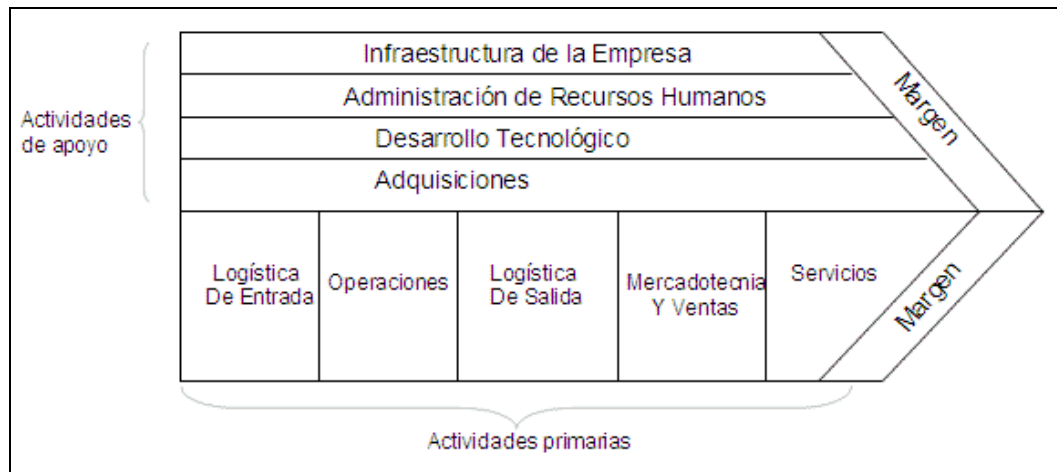 Infraestructura de la Empresa
Administración de Recursos Humanos
Desarrollo Tecnológico
Adquisiciones
Actividades
de apoyo
Margen
Logística
De Entrada
Operaciones
Logística
De Salida
Mercadotecnia
Y Ventas
Servicios
Margen
Actividades primarias